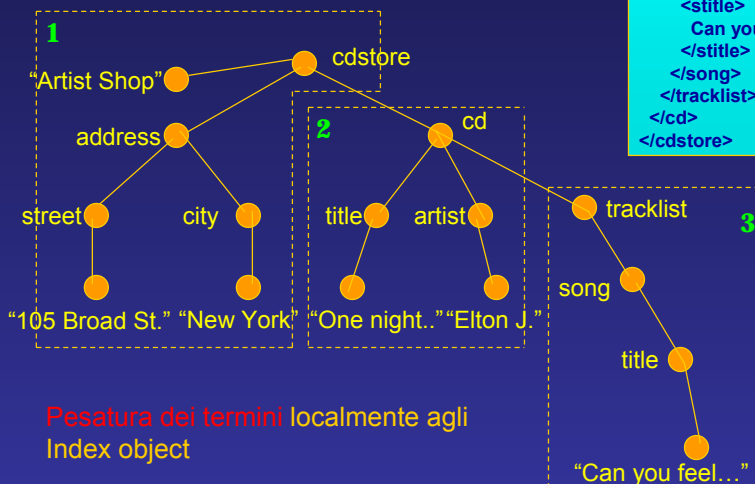 <stitle>
Can you
</stitle>
</song>
</tracklist>
</cd>
</cdstore>
1
cdstore
"Artist Shop"
address
2
cd
street
city
title
artist
tracklist
3
song
"105 Broad St."
"New York"
"One night.."
"Elton J."
title
Pesatura dei termini localmente agli
Index object
"Can you feel…"